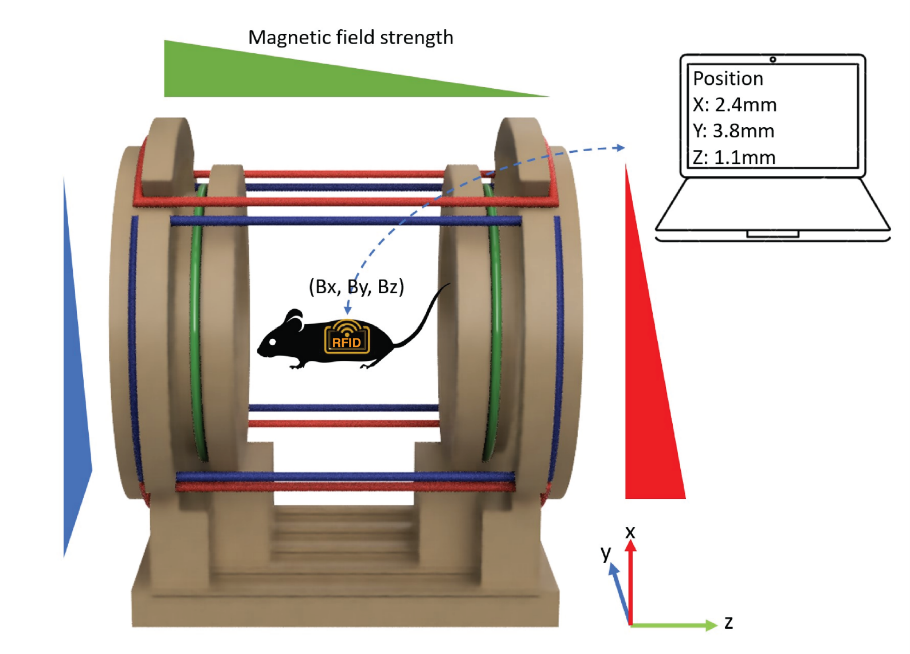 Magnetic field strength
Position
X: 2.4mm
Y: 3.8mm
Z: 1.1mm
(Bx, By, Bz)
RFID
x
y
z